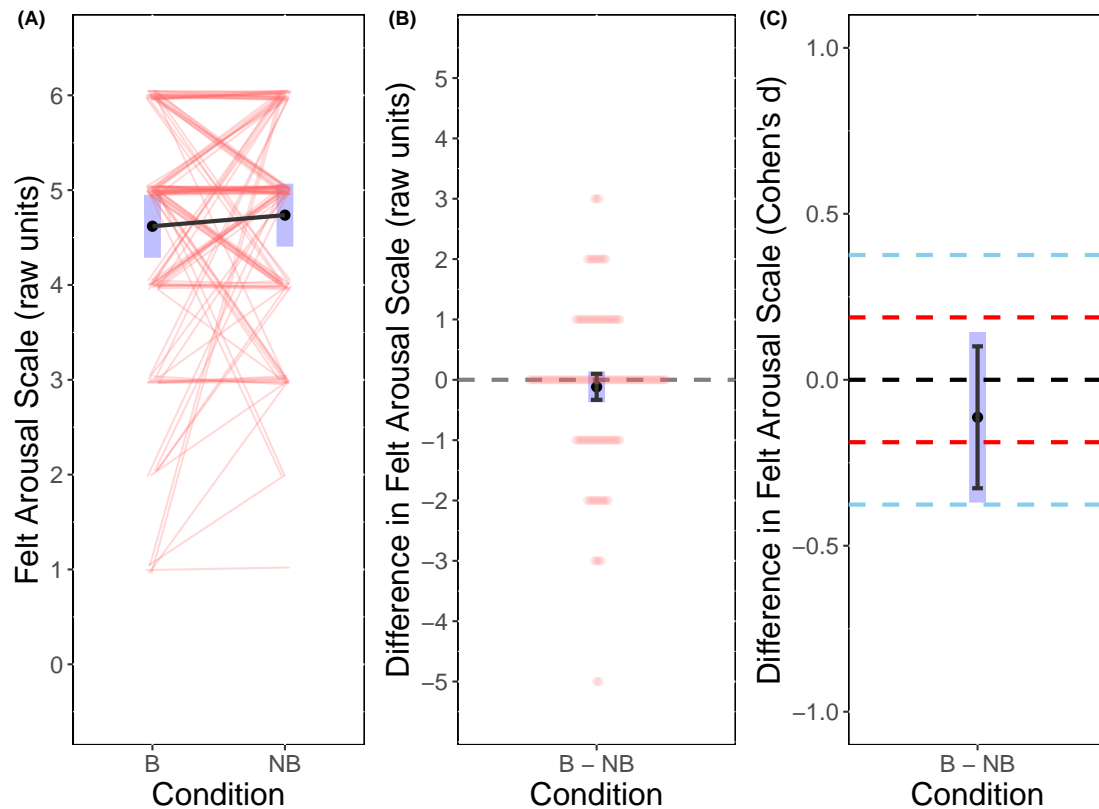 (A)
Felt Arousal Scale (raw units)
6
5
4
3
2
1
0
B
NB
Condition
(B)
Difference in Felt Arousal Scale (raw units)
5
4
3
2
1
0
−1
−2
−3
−4
−5
B − NB
Condition
(C)
Difference in Felt Arousal Scale (Cohen's d)
1.0
0.5
0.0
−0.5
−1.0
B − NB
Condition